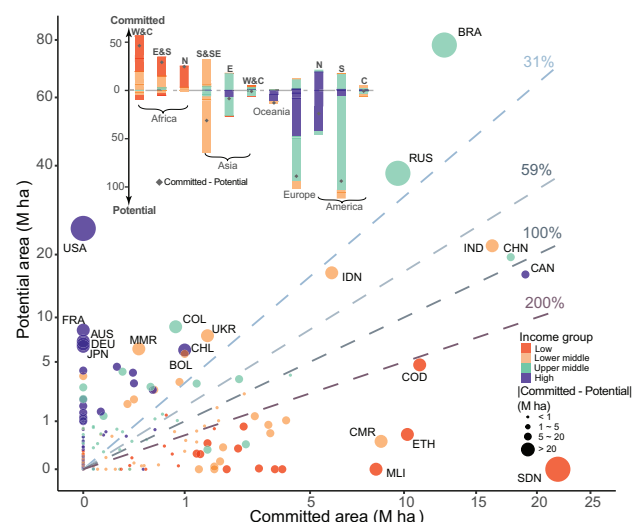 Committed
50
0
50
100
Potential
W&C
E&S
N
S&SE
E
W&C
N
S
C
Africa
Asia
Oceania
Europe
America
Committed - Potential
Potential area (M ha)
80
60
40
20
10
5
1
0
BRA
31%
RUS
59%
USA
100%
IND
CHN
CAN
IDN
200%
FRA
AUS
DEU
JPN
COL
UKR
MMR
CHL
BOL
COD
CMR
ETH
MLI
SDN
Income group
Low
Lower middle
Upper middle
High
|Committed - Potential|
(M ha)
< 1
1 ~ 5
5 ~ 20
> 20
0
1
5
10
15
20
25
Committed area (M ha)